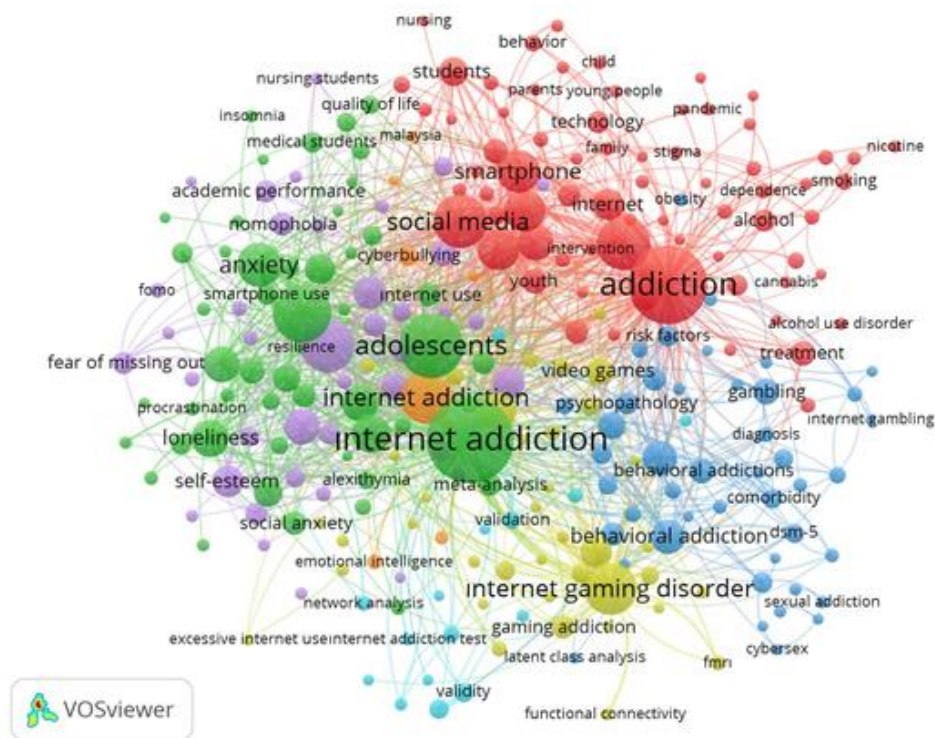 nursing
behavior
child
students
nursing students
parents
young people
quality of life
pandemic
insomnia
technology
medical students
malaysia
family
nicotine
stigma
smartphone
smoking
dependence
academic performance
obesity
internet
alcohol
nomophobia
social media
intervention
cyberbullying
anxiety
youth
addiction
cannabis
fomo
smartphone use
internet use
alcohol use disorder
risk factors
resilience
adolescents
treatment
fear of missing out
video games
gambling
internet addiction
psychopathology
procrastination
internet gambling
loneliness
internet addiction
diagnosis
behavioral addictions
self-esteem
alexithymia
meta-analysis
comorbidity
social anxiety
validation
behavioral addiction
dsm-5
emotional intelligence
internet gaming disorder
network analysis
sexual addiction
gaming addiction
excessive internet use
internet addiction test
cybersex
latent class analysis
fmri
validity
functional connectivity
VOSviewer